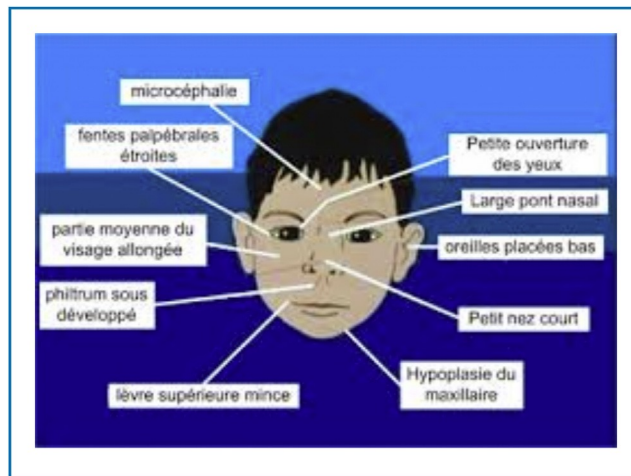 microcéphalie
fentes palpébrales
étroites
Petite ouverture
des yeux
Large pont nasal
partie moyenne du
visage allongée
oreilles placées bas
philtrum sous
développé
Petit nez court
lèvre supérieure mince
Hypoplasie du
maxillaire